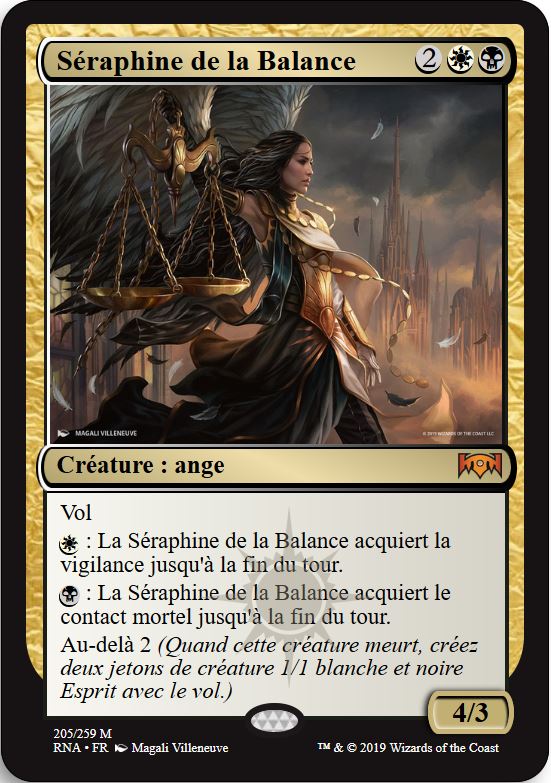 Séraphine de la Balance 2
MAGALI VILLENEUVE © 2019 WIZARDS OF THE COAST LLC
Créature : ange
Vol
: La Séraphine de la Balance acquiert la
vigilance jusqu'à la fin du tour.
: La Séraphine de la Balance acquiert le
contact mortel jusqu'à la fin du tour.
Au-delà 2 (Quand cette créature meurt, créez
deux jetons de créature 1/1 blanche et noire
Esprit avec le vol.)
4/3
205/259 M
RNA • FR Magali Villeneuve ™ & © 2019 Wizards of the Coast